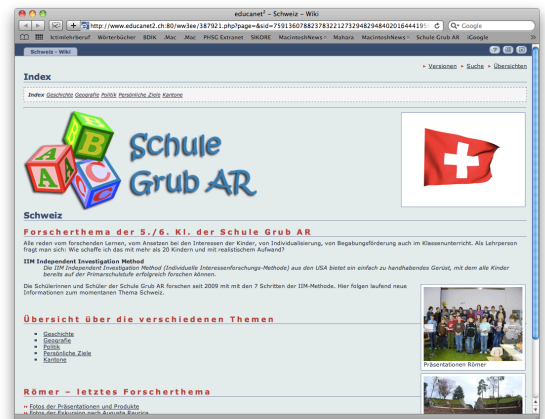 educanet² – Schweiz – Wiki
http://www.educanet2.ch:80/ww3ee/387921.php?page=&sid=
Google
Ictimlehrberuf Wörterbücher BDIK .Mac Mac PHSG Extranet SIKORE MacintoshNews Mahara MacintoshNews Schule Grub AR iGoogle
Schweiz - Wiki
Versionen Suche Übersichten
Index
Index Geschichte Geografie Politik Persönliche Ziele Kantone
B
A A
C
Schule
Grub AR
Schweiz
Forscherthema der 5./6. Kl. der Schule Grub AR
Alle reden vom forschenden Lernen, vom Ansetzen bei den Interessen der Kinder, von Individualisierung, von Begabungsförderung auch im Klassenunterricht. Als Lehrperson
fragt man sich: Wie schaffe ich das mit mehr als 20 Kindern und mit realistischem Aufwand?
IIM Independent Investigation Method
Die IIM Independent Investigation Method (Individuelle Interessenforschungs-Methode) aus den USA bietet ein einfach zu handhabendes Gerüst, mit dem alle Kinder
bereits auf der Primarschulstufe erfolgreich forschen können.
Die Schülerinnen und Schüler der Schule Grub AR forschen seit 2009 mit mit den 7 Schritten der IIM-Methode. Hier folgen laufend neue
Informationen zum momentanen Thema Schweiz.
Übersicht über die verschiedenen Themen
Geschichte
Geografie
Politik
Persönliche Ziele
Kantone
Präsentationen Römer
Römer – letztes Forscherthema
Fotos der Präsentationen und Produkte
Fotos der Exkursion nach Augusta Raurica